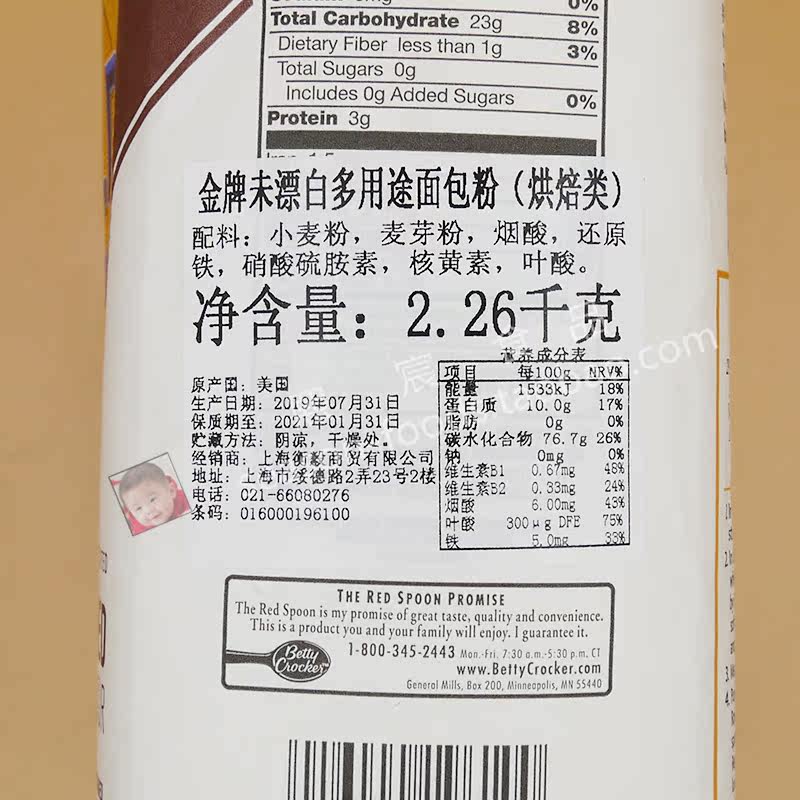 0%
Total Carbohydrate 23g 8%
Dietary Fiber less than 1g 3%
Total Sugars 0g
Includes 0g Added Sugars 0%
Protein 3g
金牌未漂白多用途面包粉（烘焙类）
配料：小麦粉，麦芽粉，烟酸，还原
铁，硝酸硫胺素，核黄素，叶酸。
净含量：2.26千克
原产国：美国
生产日期：2019年07月31日
保质期至：2021年01月31日
贮藏方法：阴凉，干燥处。
经销商：上海衡毅商贸有限公司
地址：上海市绥德路2弄23号2楼
电话：021-66080276
条码：016000196100
营养成分表
项目 每100g NRV%
能量 1533kJ 18%
蛋白质 10.0g 17%
脂肪 0g 0%
碳水化合物 76.7g 26%
钠 0mg 0%
维生素B1 0.67mg 48%
维生素B2 0.33mg 24%
烟酸 6.00mg 43%
叶酸 300μg DFE 75%
铁 5.0mg 33%
THE RED SPOON PROMISE
The Red Spoon is my promise of great taste, quality and convenience.
This is a product you and your family will enjoy. I guarantee it.
Betty
Crocker
1-800-345-2443 Mon.-Fri. 7:30 a.m.-5:30 p.m. CT
www.BettyCrocker.com
General Mills, Box 200, Minneapolis, MN 55440